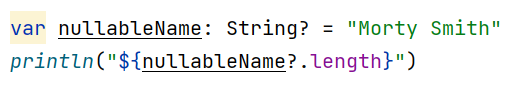 var nullableName: String? = "Morty Smith"
println("${nullableName?.length}")